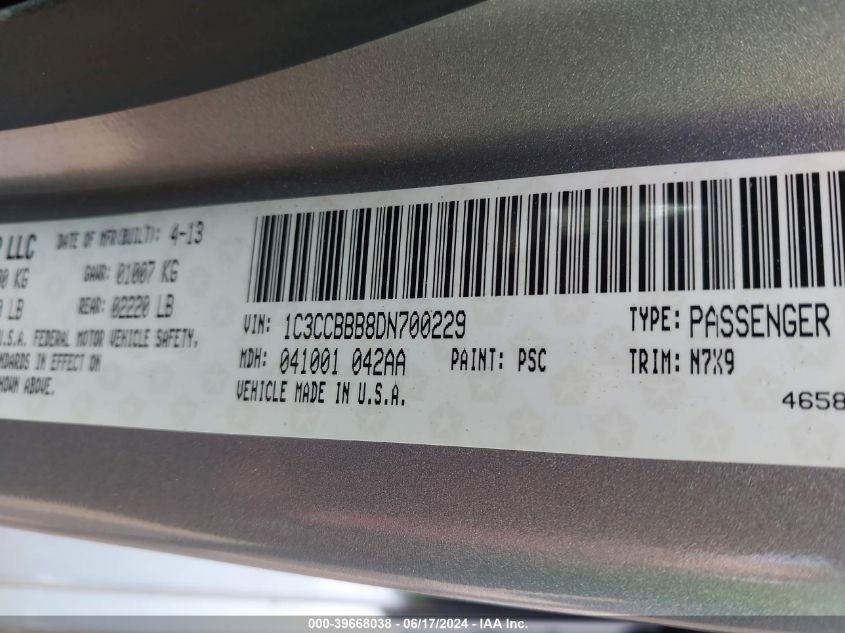 LLC DATE OF MFR(BUILT): 4-13
KG GAWR: 01007 KG
LB REAR: 02220 LB
U.S.A. FEDERAL MOTOR VEHICLE SAFETY,
NDARDS IN EFFECT ON
HOWN ABOVE.
VIN: 1C3CCBBB8DN700229 TYPE: PASSENGER
MDH: 041001 042AA PAINT: PSC TRIM: N7X9
VEHICLE MADE IN U.S.A.
4658
000-39668038 - 06/17/2024 - IAA Inc.